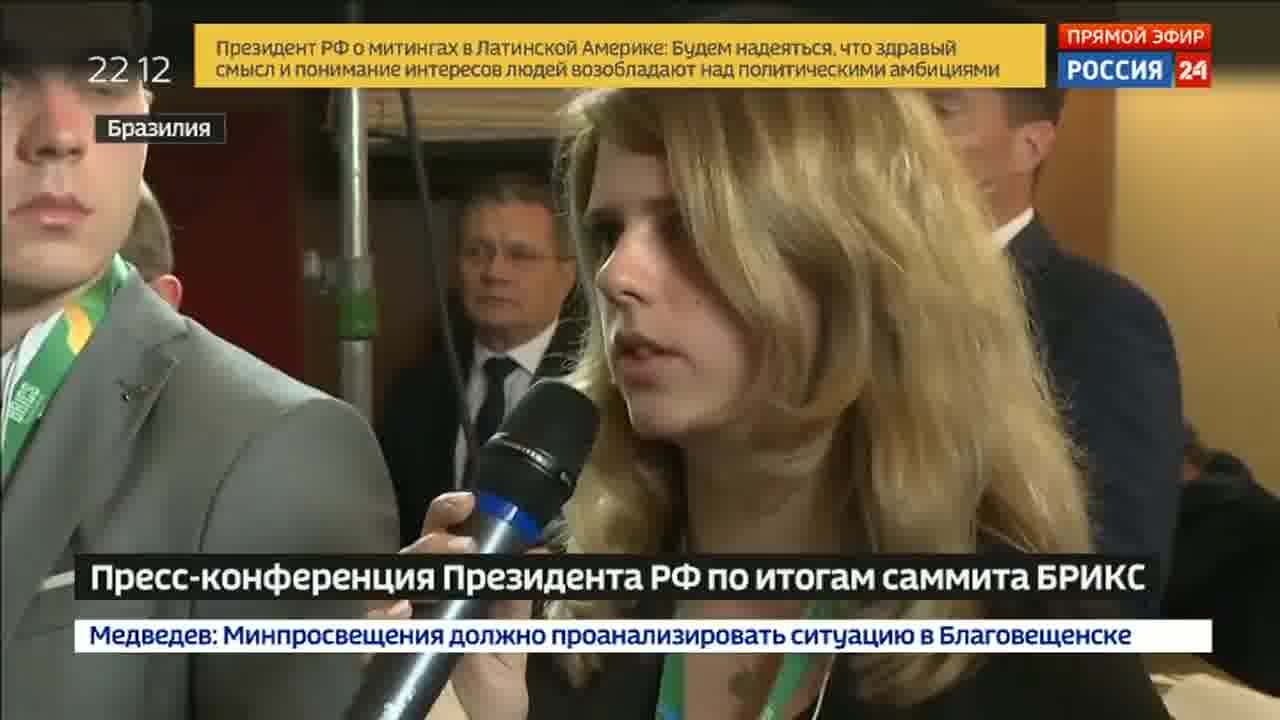 22 12
Президент РФ о митингах в Латинской Америке: Будем надеяться, что здравый
смысл и понимание интересов людей возобладают над политическими амбициями
ПРЯМОЙ ЭФИР
РОССИЯ 24
Бразилия
BRICS
Пресс-конференция Президента РФ по итогам саммита БРИКС
Медведев: Минпросвещения должно проанализировать ситуацию в Благовещенске